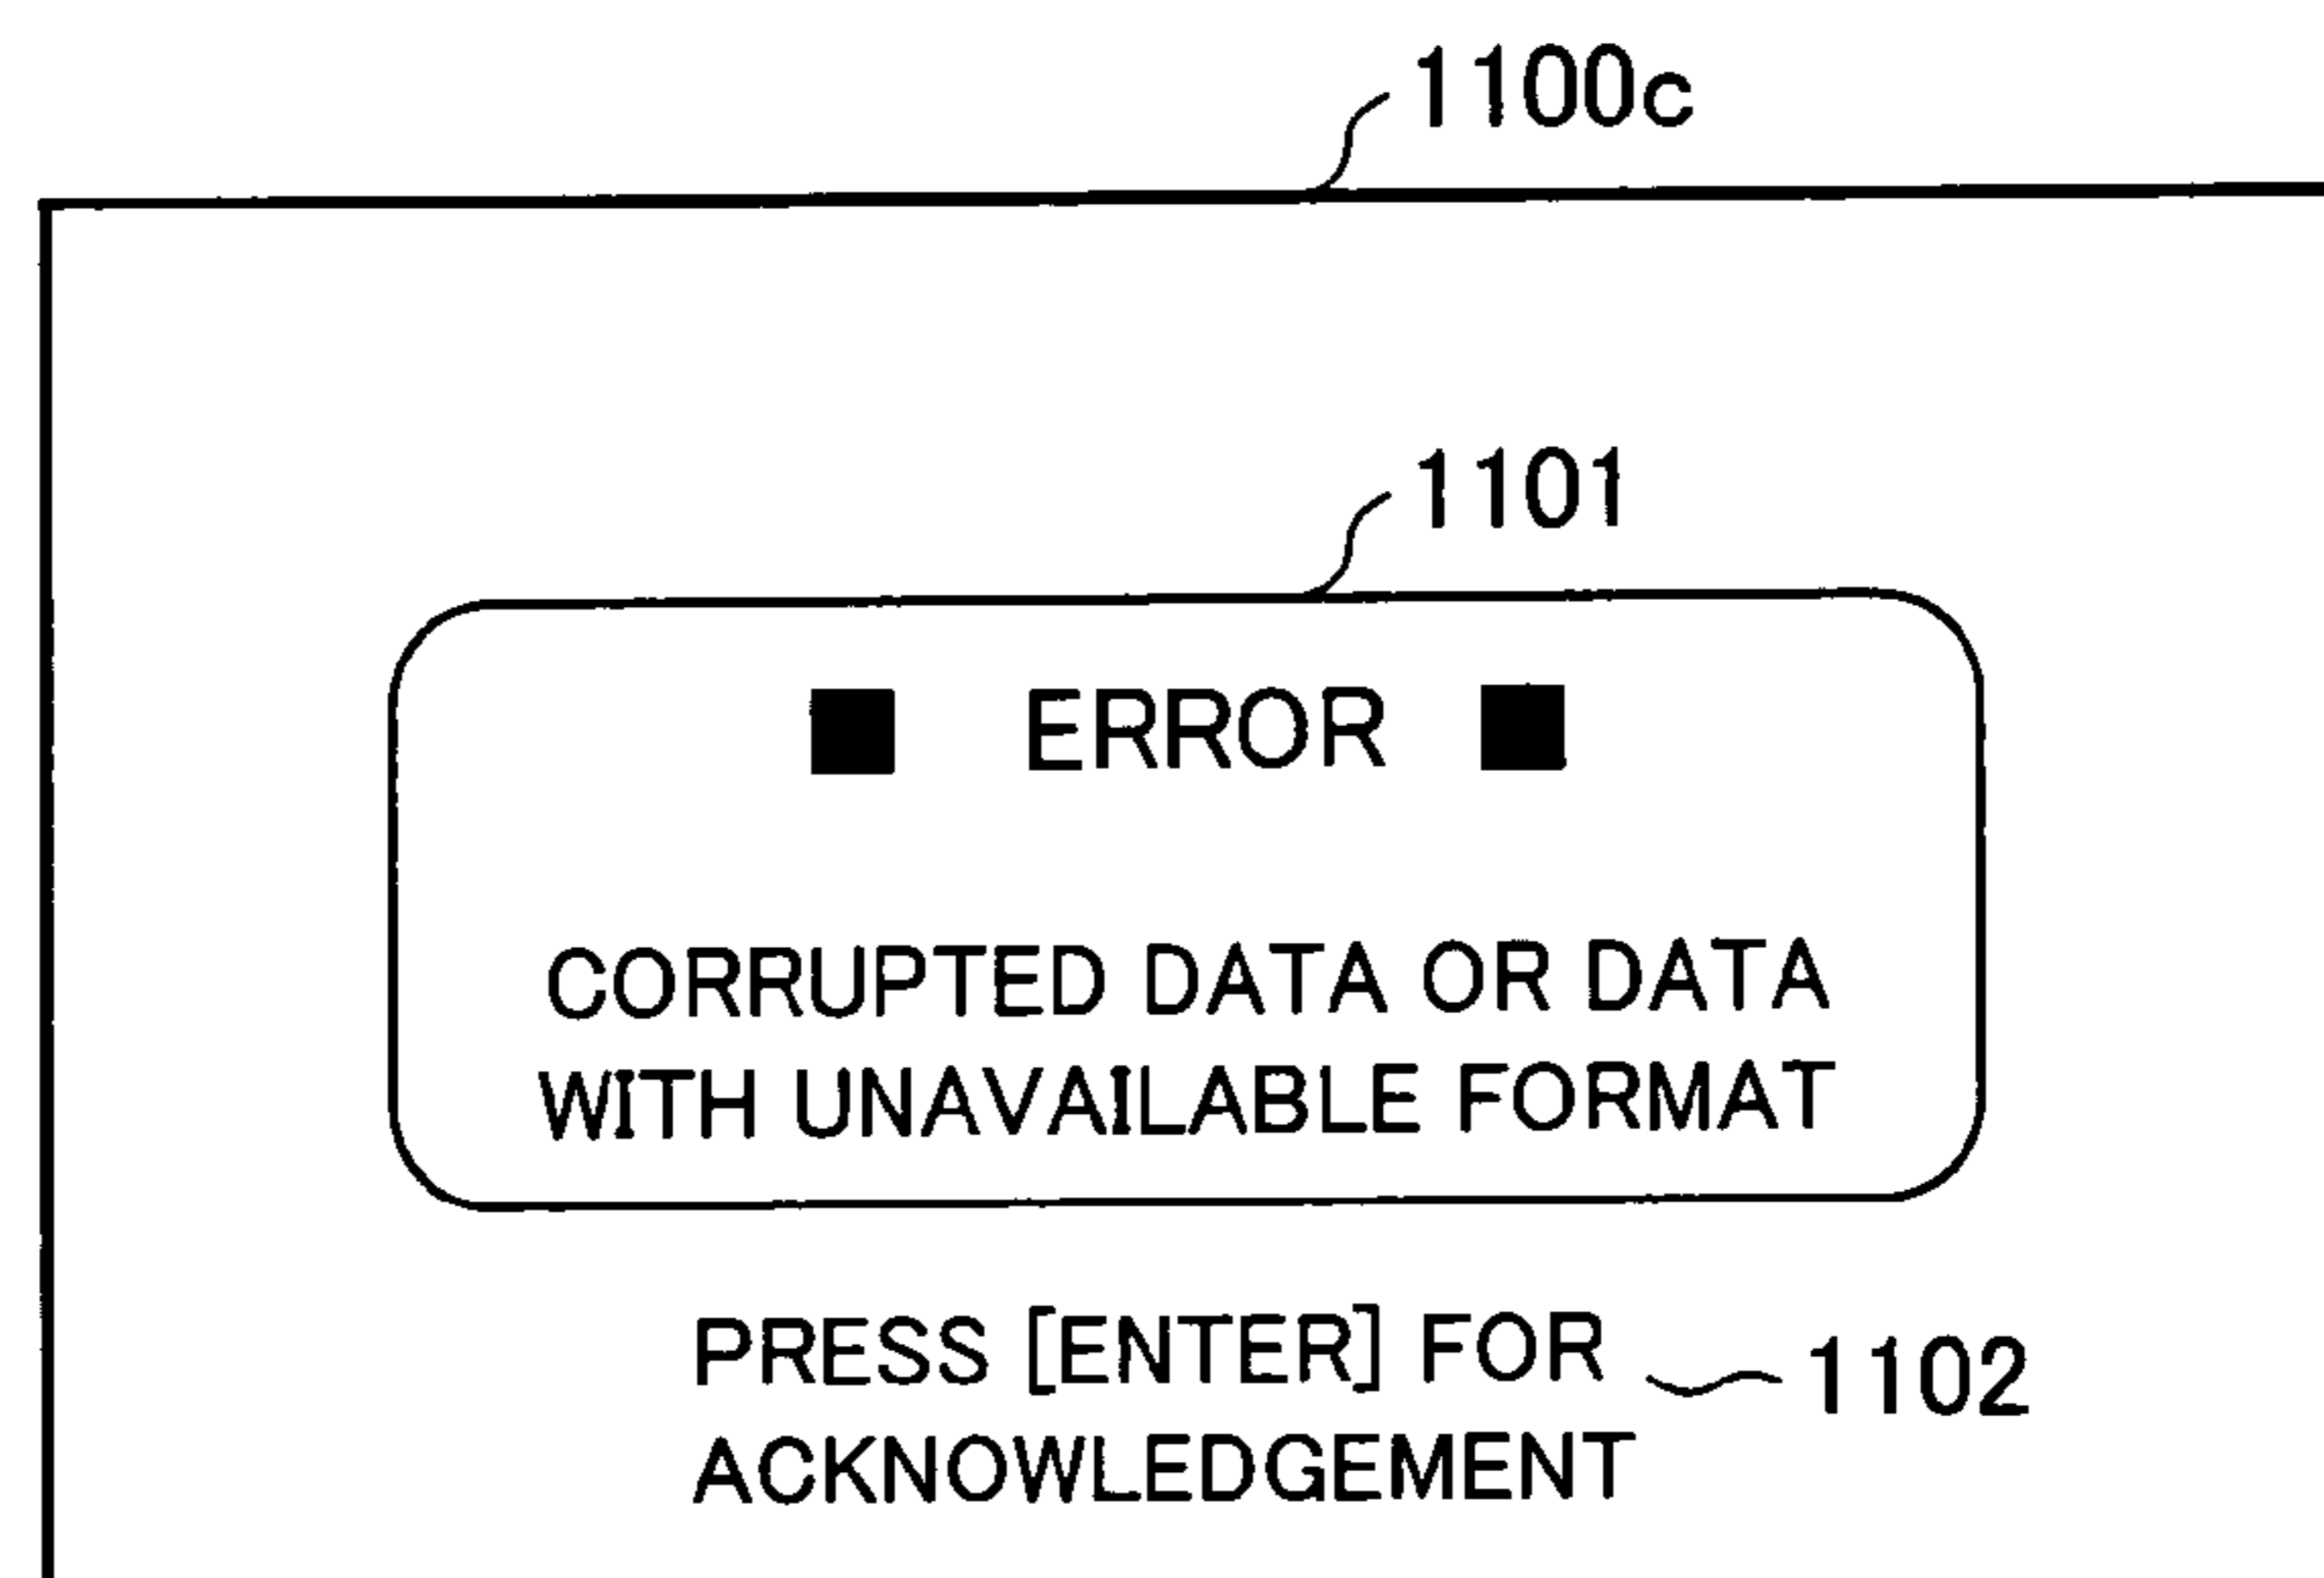 1100c
1101
■ ERROR ■
CORRUPTED DATA OR DATA
WITH UNAVAILABLE FORMAT
PRESS [ENTER] FOR
1102
ACKNOWLEDGEMENT